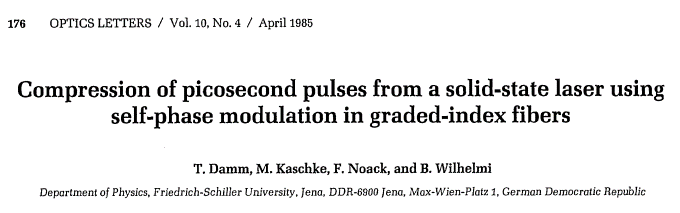 176 OPTICS LETTERS / Vol. 10, No. 4 / April 1985
Compression of picosecond pulses from a solid-state laser using
self-phase modulation in graded-index fibers
T. Damm, M. Kaschke, F. Noack, and B. Wilhelmi
Department of Physics, Friedrich-Schiller University, Jena, DDR-6900 Jena, Max-Wien-Platz 1, German Democratic Republic